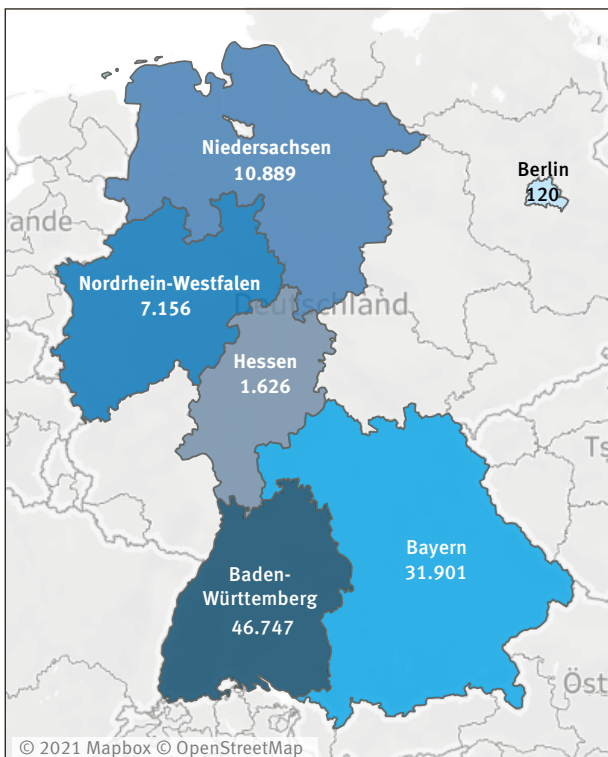 Niedersachsen
10.889
Berlin
120
ande
Nordrhein-Westfalen
7.156
Deutschland
Hessen
1.626
Ts
Bayern
31.901
Baden-
Württemberg
46.747
Öst
© 2021 Mapbox © OpenStreetMap